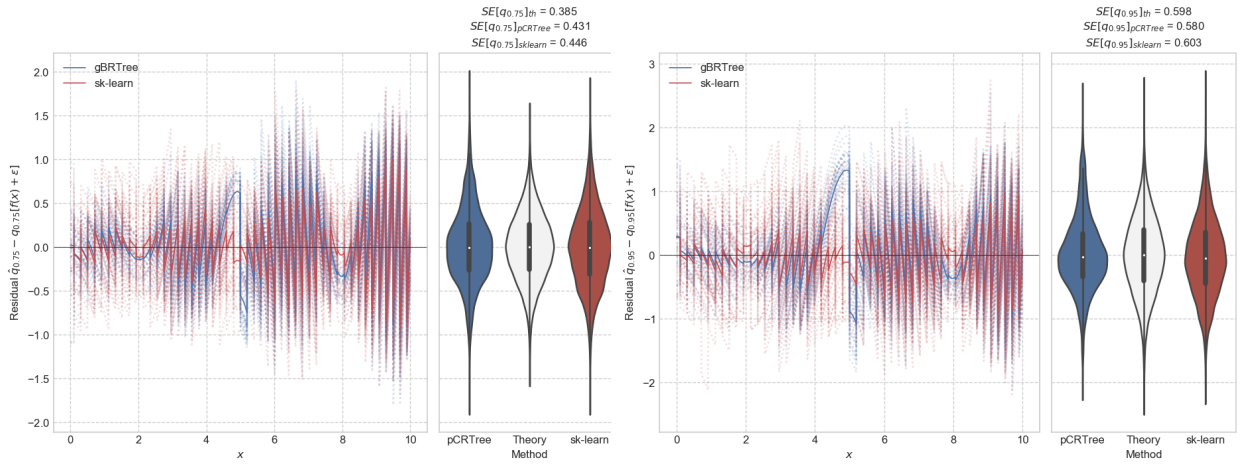 SE[q₀.₇₅]th = 0.385
SE[q₀.₇₅]pCRTree = 0.431
SE[q₀.₇₅]sklearn = 0.446
gBRTree
sk-learn
Residual q̂₀.₇₅ − q₀.₇₅[f(x) + ε]
2.0
1.5
1.0
0.5
0.0
−0.5
−1.0
−1.5
−2.0
0 2 4 6 8 10
x
pCRTree Theory sk-learn
Method
SE[q₀.₉₅]th = 0.598
SE[q₀.₉₅]pCRTree = 0.580
SE[q₀.₉₅]sklearn = 0.603
gBRTree
sk-learn
Residual q̂₀.₉₅ − q₀.₉₅[f(x) + ε]
3
2
1
0
−1
−2
0 2 4 6 8 10
x
pCRTree Theory sk-learn
Method